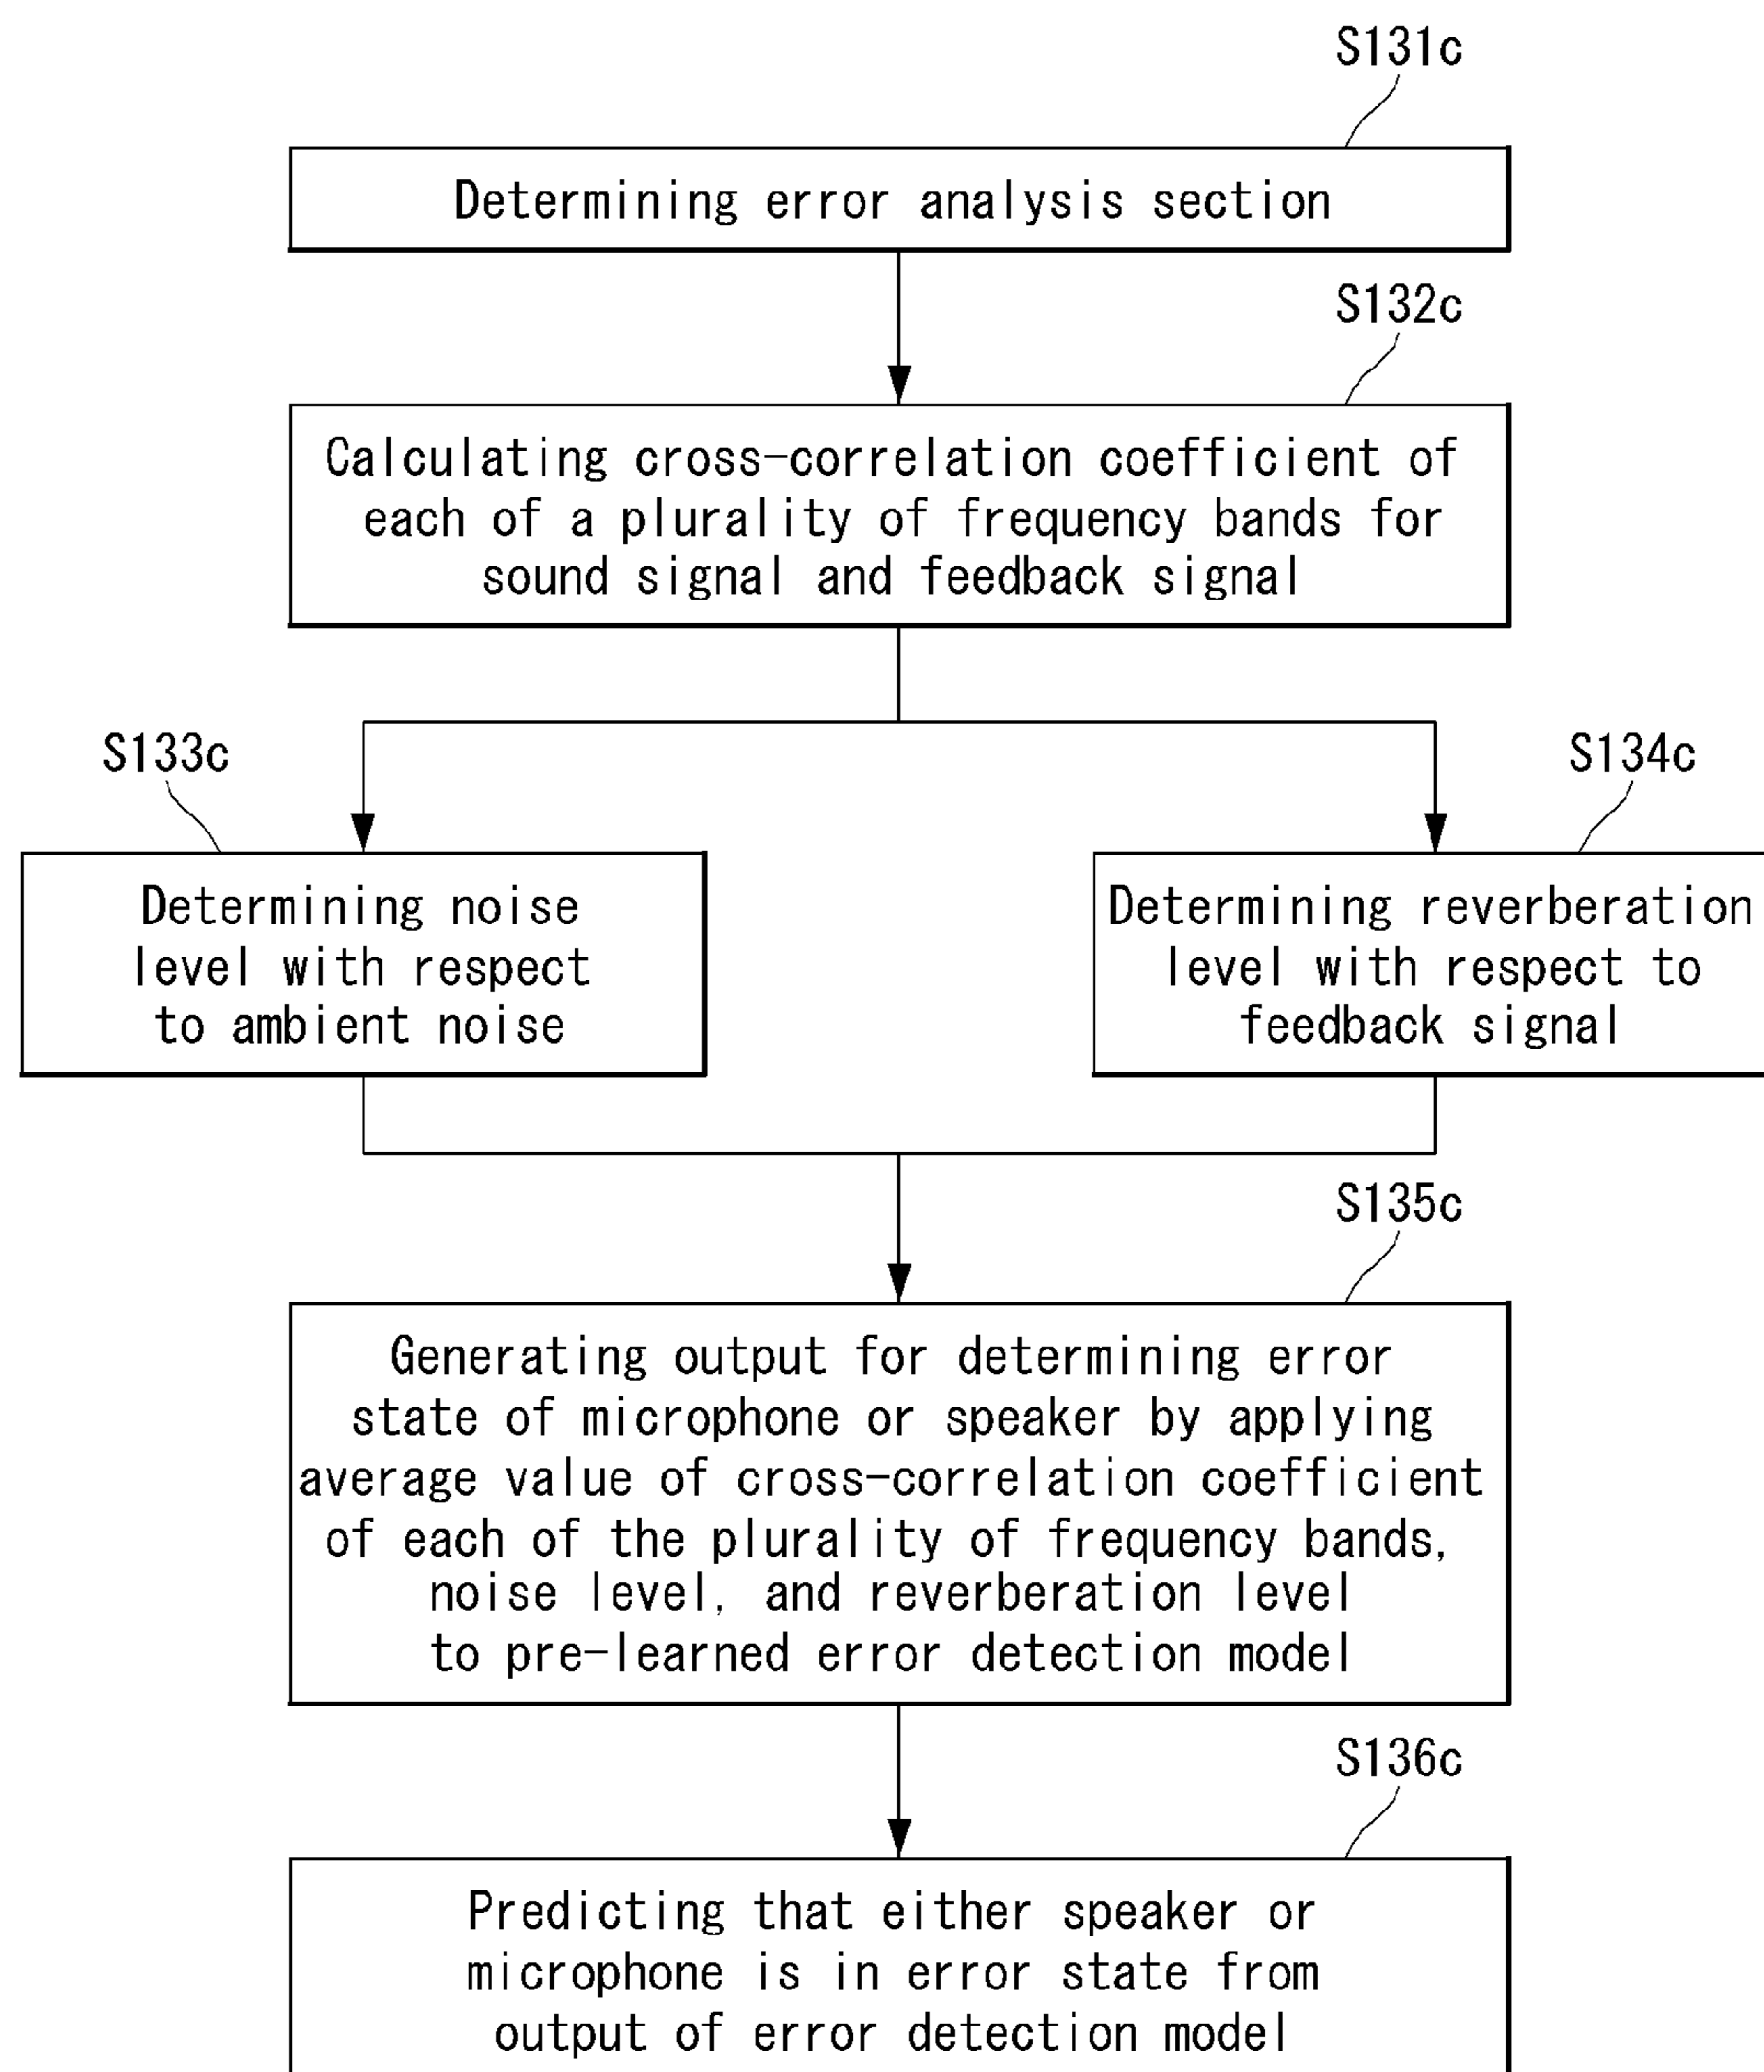 S131c
Determining error analysis section
S132c
Calculating cross-correlation coefficient of
each of a plurality of frequency bands for
sound signal and feedback signal
S133c
S134c
Determining noise
level with respect
to ambient noise
Determining reverberation
level with respect to
feedback signal
S135c
Generating output for determining error
state of microphone or speaker by applying
average value of cross-correlation coefficient
of each of the plurality of frequency bands,
noise level, and reverberation level
to pre-learned error detection model
S136c
Predicting that either speaker or
microphone is in error state from
output of error detection model